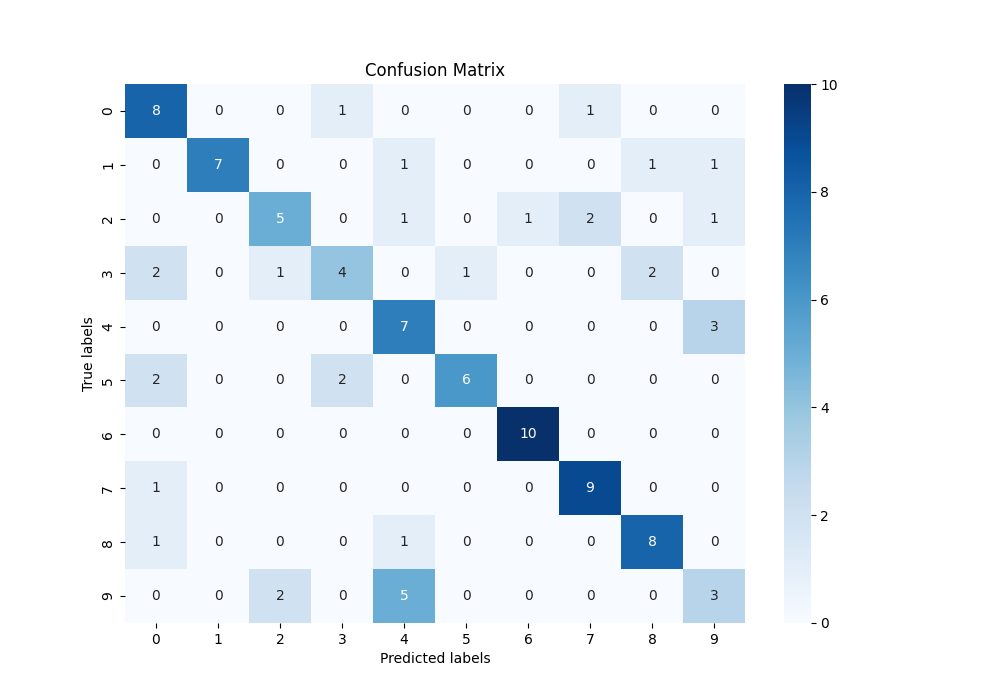 Confusion Matrix
0 8 0 0 1 0 0 0 1 0 0
1 0 7 0 0 1 0 0 0 1 1
2 0 0 5 0 1 0 1 2 0 1
3 2 0 1 4 0 1 0 0 2 0
4 0 0 0 0 7 0 0 0 0 3
5 2 0 0 2 0 6 0 0 0 0
6 0 0 0 0 0 0 10 0 0 0
7 1 0 0 0 0 0 0 9 0 0
8 1 0 0 0 1 0 0 0 8 0
9 0 0 2 0 5 0 0 0 0 3
0 1 2 3 4 5 6 7 8 9
Predicted labels
True labels
10
8
6
4
2
0